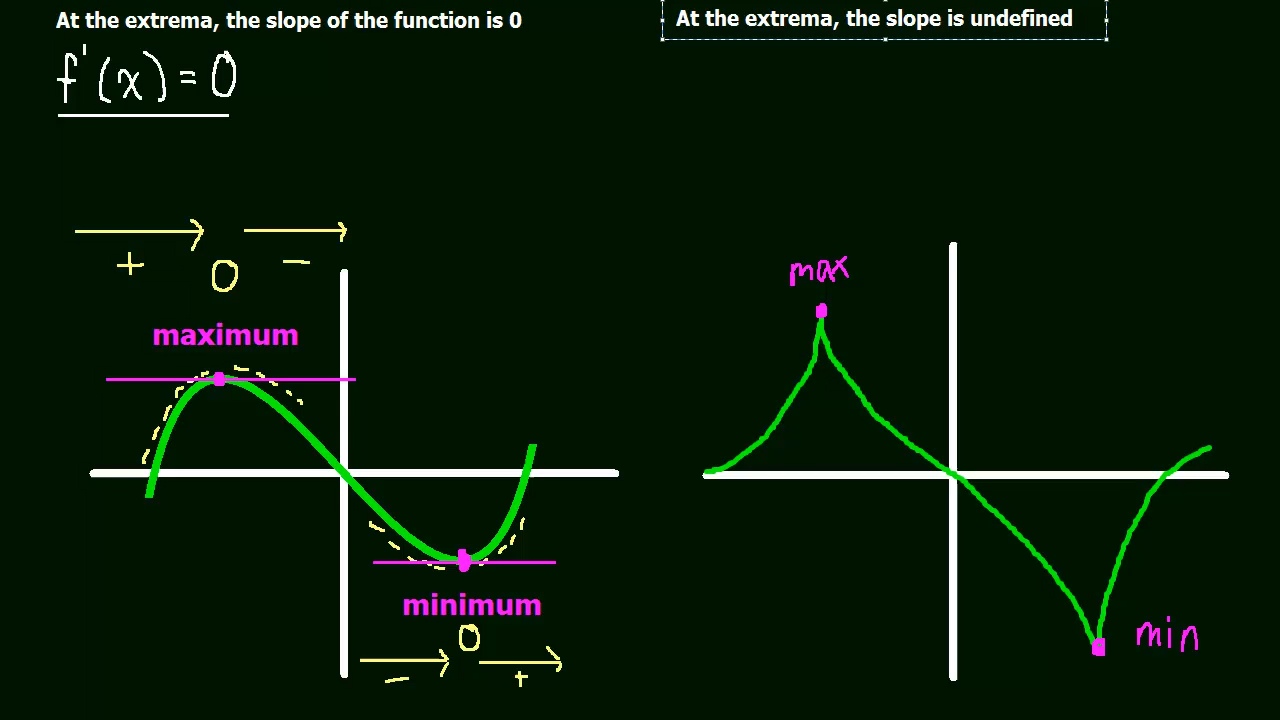 At the extrema, the slope of the function is 0
At the extrema, the slope is undefined
f'(x) = 0
+ 0 −
maximum
max
minimum
min
0
− +